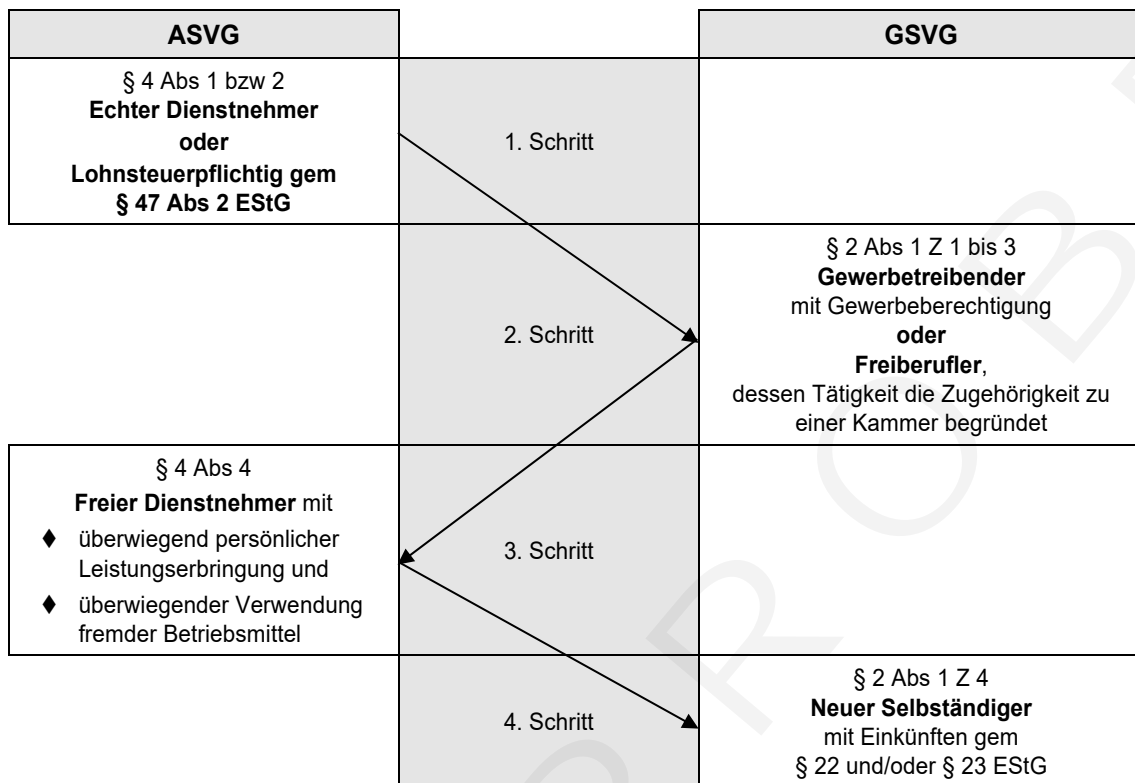 ASVG
GSVG
§ 4 Abs 1 bzw 2
Echter Dienstnehmer
oder
Lohnsteuerpflichtig gem
§ 47 Abs 2 EStG
1. Schritt
2. Schritt
§ 2 Abs 1 Z 1 bis 3
Gewerbetreibender
mit Gewerbeberechtigung
oder
Freiberufler,
dessen Tätigkeit die Zugehörigkeit zu
einer Kammer begründet
§ 4 Abs 4
Freier Dienstnehmer mit
♦ überwiegend persönlicher
Leistungserbringung und
♦ überwiegender Verwendung
fremder Betriebsmittel
3. Schritt
4. Schritt
§ 2 Abs 1 Z 4
Neuer Selbständiger
mit Einkünften gem
§ 22 und/oder § 23 EStG
P R O B E